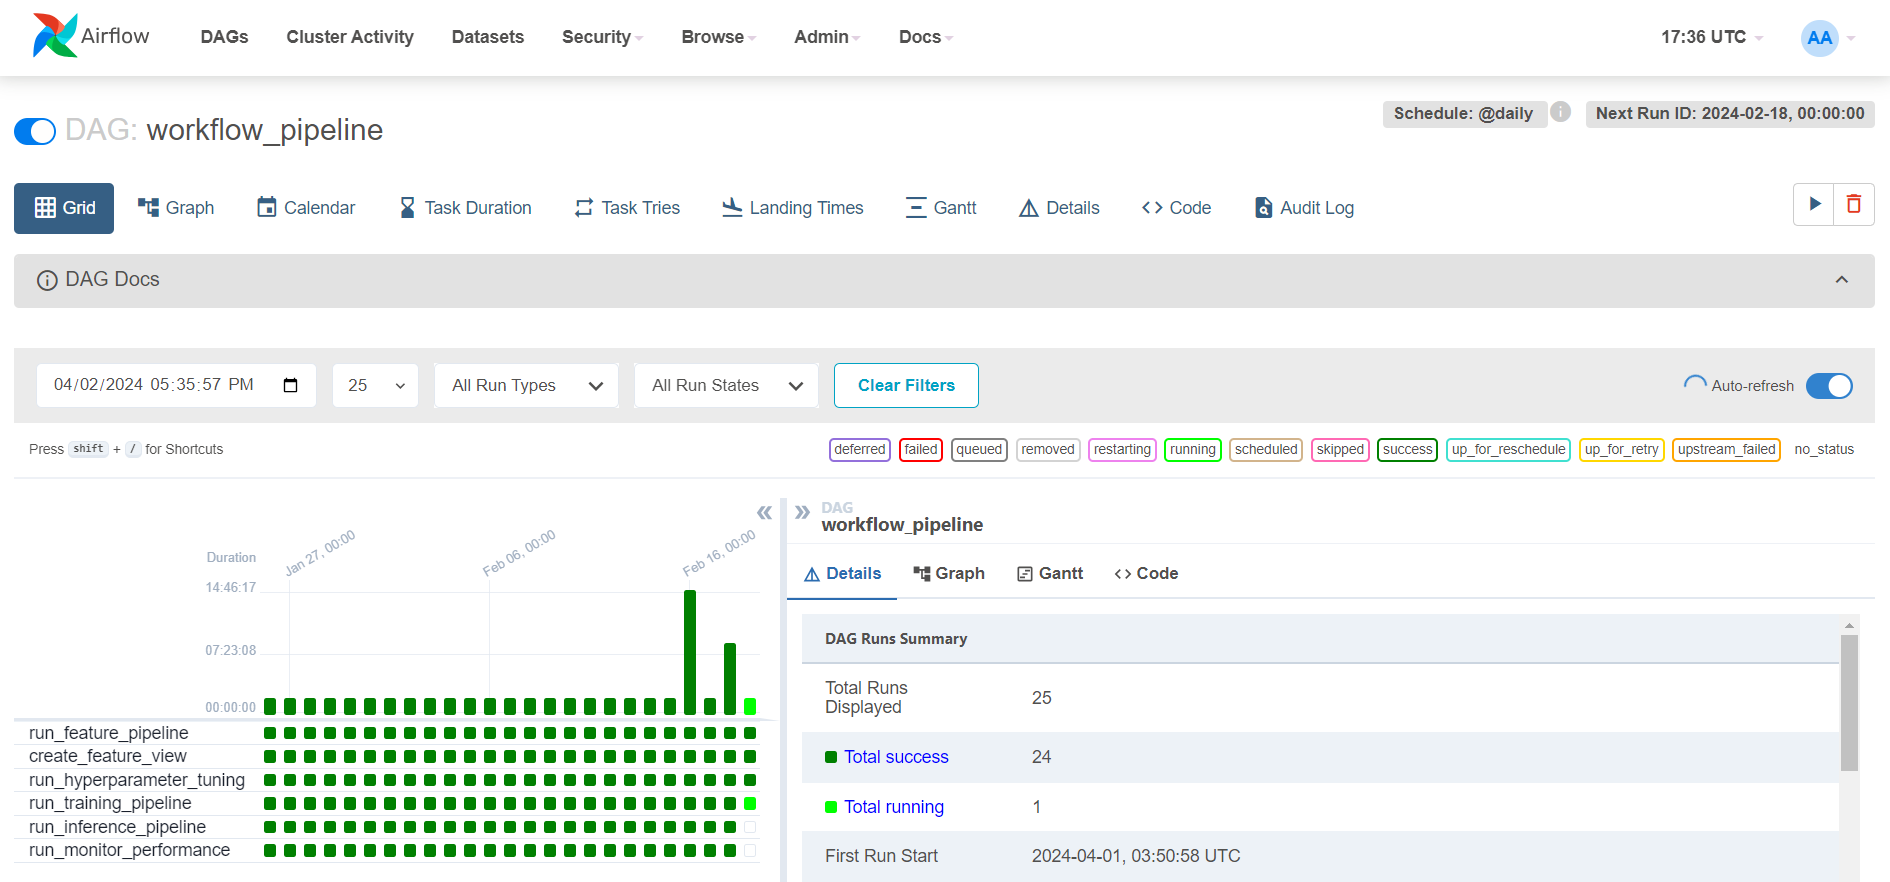 Airflow DAGs Cluster Activity Datasets Security Browse Admin Docs 17:36 UTC AA
Schedule: @daily Next Run ID: 2024-02-18, 00:00:00
DAG: workflow_pipeline
Grid Graph Calendar Task Duration Task Tries Landing Times Gantt Details Code Audit Log
DAG Docs
04/02/2024 05:35:57 PM 25 All Run Types All Run States Clear Filters Auto-refresh
Press shift + / for Shortcuts deferred failed queued removed restarting running scheduled skipped success up_for_reschedule up_for_retry upstream_failed no_status
Duration
Jan 27, 00:00 Feb 06, 00:00 Feb 16, 00:00
14:46:17
07:23:08
00:00:00
run_feature_pipeline
create_feature_view
run_hyperparameter_tuning
run_training_pipeline
run_inference_pipeline
run_monitor_performance
DAG
workflow_pipeline
Details Graph Gantt Code
DAG Runs Summary
Total Runs
Displayed 25
Total success 24
Total running 1
First Run Start 2024-04-01, 03:50:58 UTC